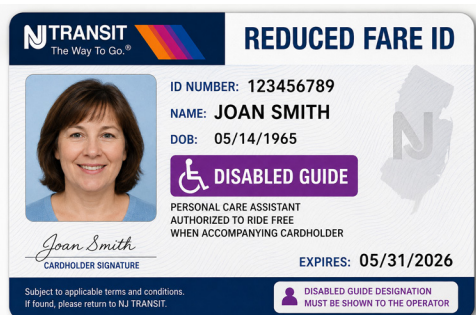 NJ TRANSIT
The Way To Go.®
REDUCED FARE ID
ID NUMBER: 123456789
NAME: JOAN SMITH
DOB: 05/14/1965
DISABLED GUIDE
PERSONAL CARE ASSISTANT
AUTHORIZED TO RIDE FREE
WHEN ACCOMPANYING CARDHOLDER
NJ
Joan Smith
CARDHOLDER SIGNATURE
EXPIRES: 05/31/2026
Subject to applicable terms and conditions.
If found, please return to NJ TRANSIT.
DISABLED GUIDE DESIGNATION
MUST BE SHOWN TO THE OPERATOR